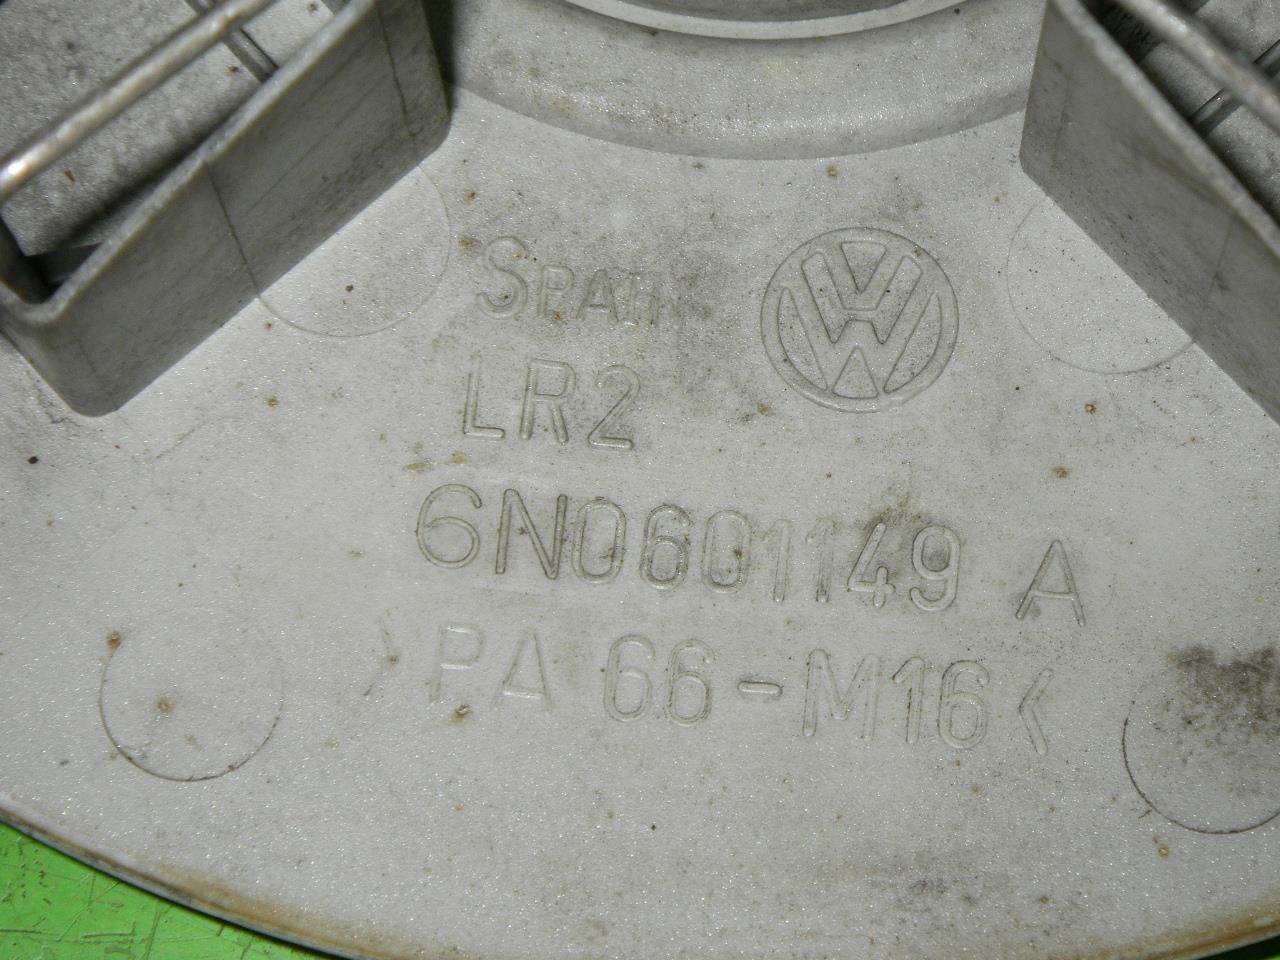 SPAIN
LR2
6N0601149 A
>PA 66-M16<